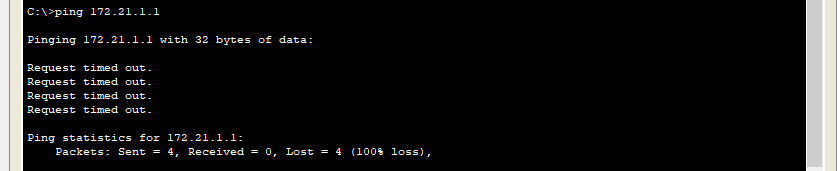 C:\>ping 172.21.1.1
Pinging 172.21.1.1 with 32 bytes of data:
Request timed out.
Request timed out.
Request timed out.
Request timed out.
Ping statistics for 172.21.1.1:
Packets: Sent = 4, Received = 0, Lost = 4 (100% loss),